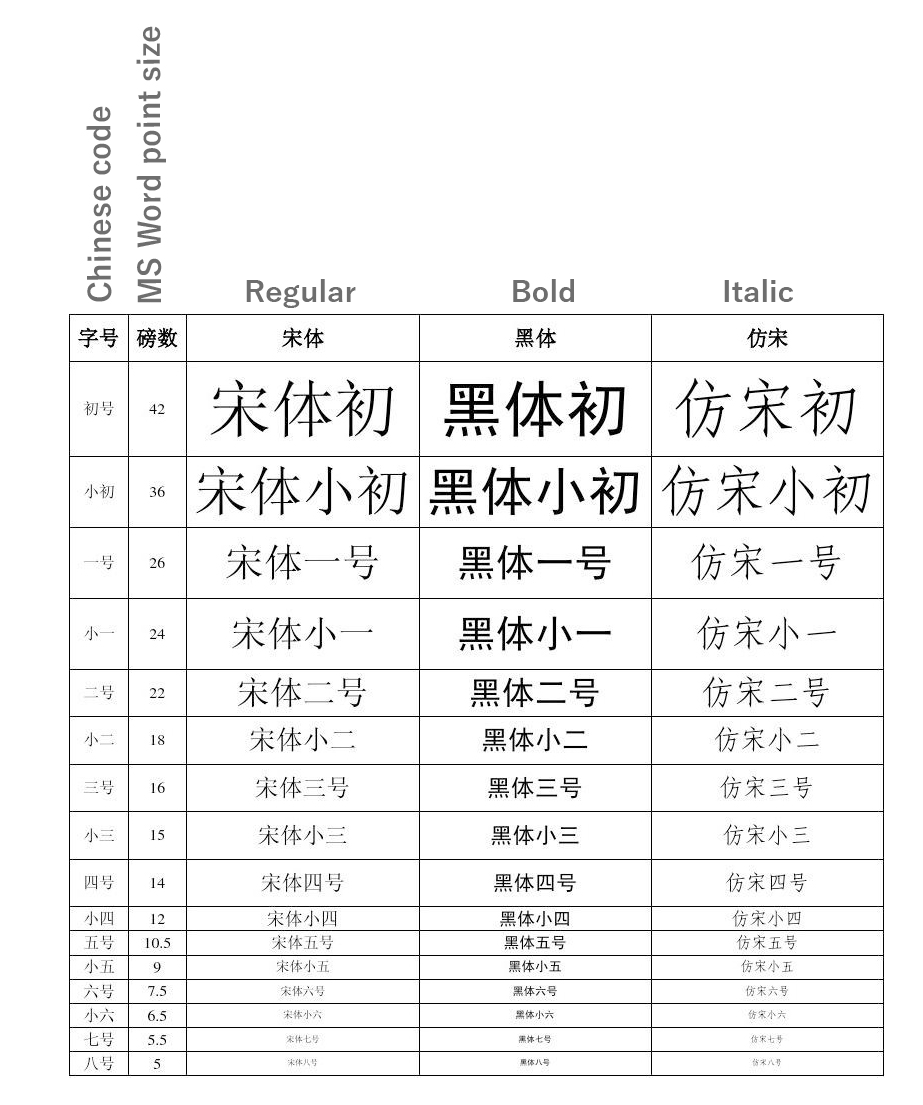 Chinese code
MS Word point size
Regular Bold Italic
字号 磅数 宋体 黑体 仿宋
初号 42 宋体初 黑体初 仿宋初
小初 36 宋体小初 黑体小初 仿宋小初
一号 26 宋体一号 黑体一号 仿宋一号
小一 24 宋体小一 黑体小一 仿宋小一
二号 22 宋体二号 黑体二号 仿宋二号
小二 18 宋体小二 黑体小二 仿宋小二
三号 16 宋体三号 黑体三号 仿宋三号
小三 15 宋体小三 黑体小三 仿宋小三
四号 14 宋体四号 黑体四号 仿宋四号
小四 12 宋体小四 黑体小四 仿宋小四
五号 10.5 宋体五号 黑体五号 仿宋五号
小五 9 宋体小五 黑体小五 仿宋小五
六号 7.5 宋体六号 黑体六号 仿宋六号
小六 6.5 宋体小六 黑体小六 仿宋小六
七号 5.5 宋体七号 黑体七号 仿宋七号
八号 5 宋体八号 黑体八号 仿宋八号